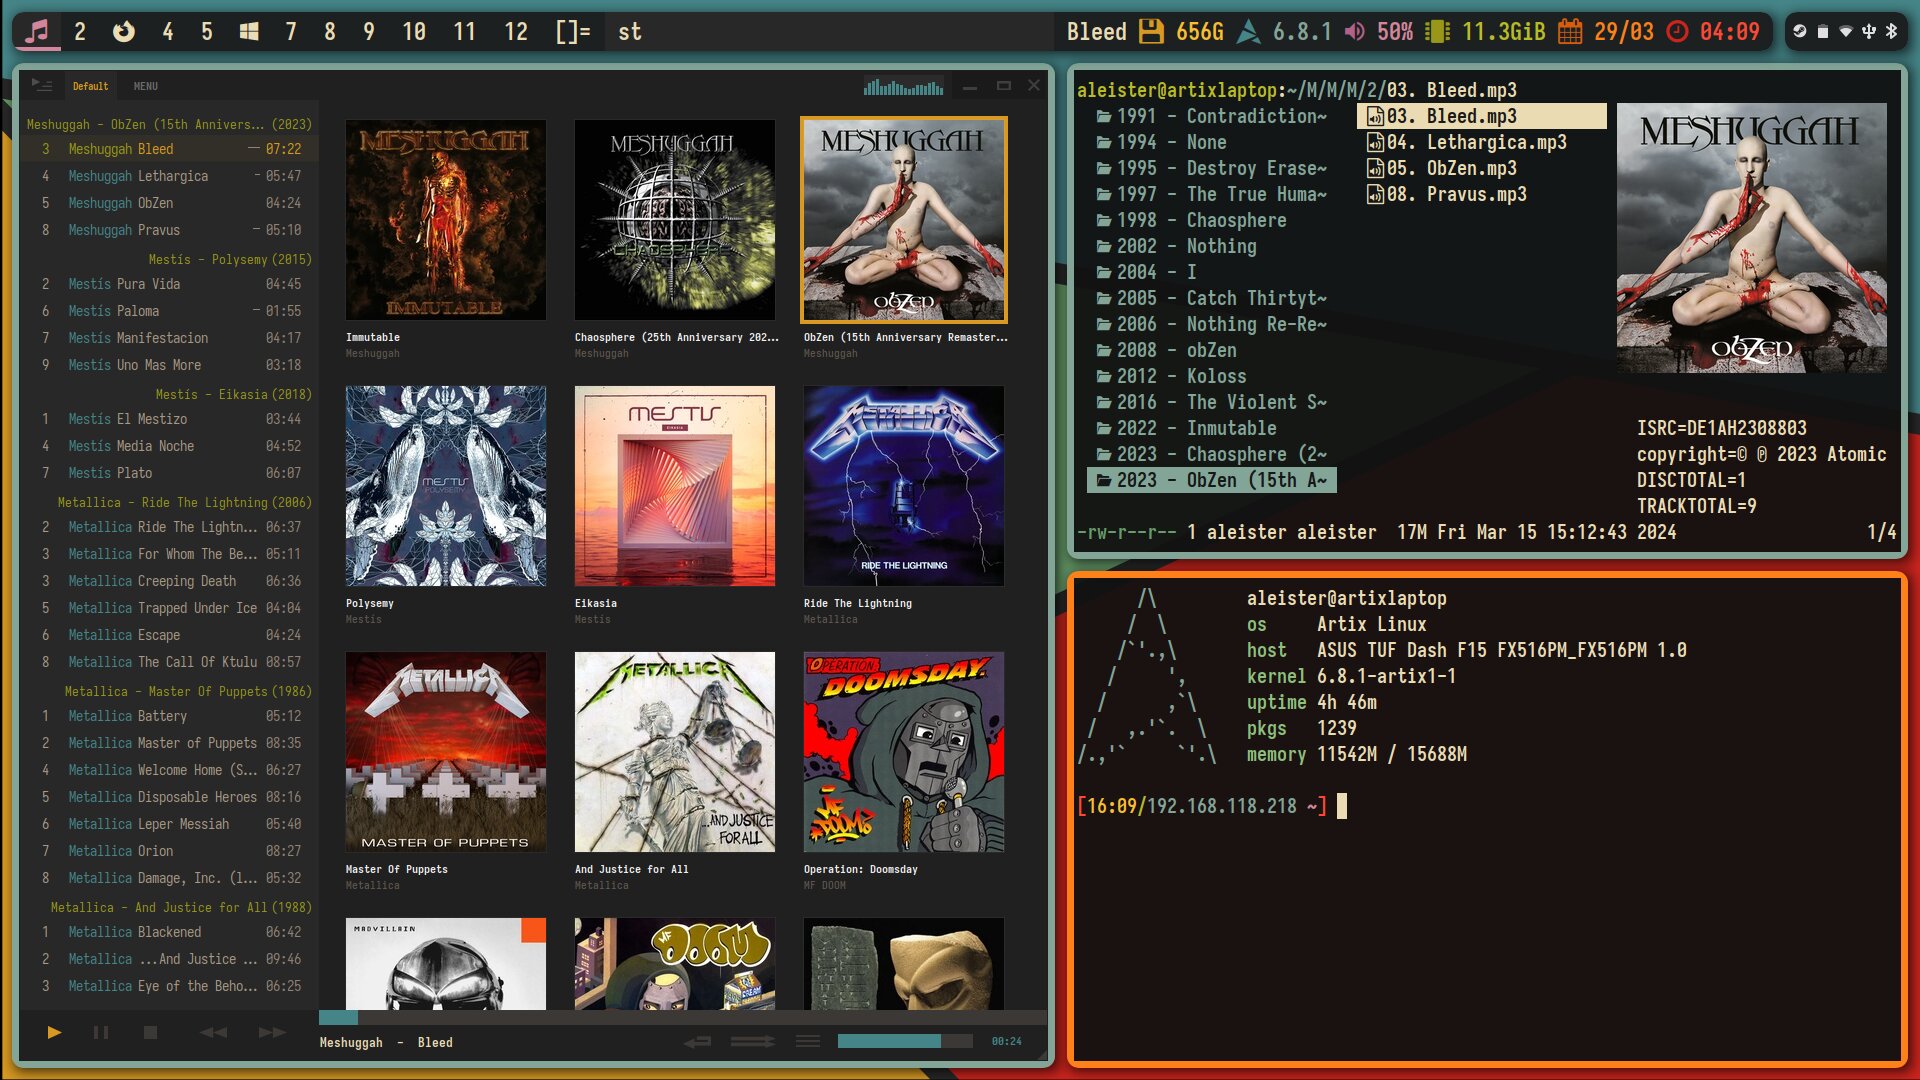 2 4 5 7 8 9 10 11 12 []= st
Bleed 656G 6.8.1 50% 11.3GiB 29/03 04:09
Default MENU
Meshuggah - ObZen (15th Annivers... (2023)
3 Meshuggah Bleed — 07:22
4 Meshuggah Lethargica - 05:47
5 Meshuggah ObZen 04:24
8 Meshuggah Pravus — 05:10
Mestís - Polysemy (2015)
2 Mestís Pura Vida 04:45
6 Mestís Paloma — 01:55
7 Mestís Manifestacion 04:17
9 Mestís Uno Mas More 03:18
Mestís - Eikasia (2018)
1 Mestís El Mestizo 03:44
4 Mestís Media Noche 04:52
7 Mestís Plato 06:07
Metallica - Ride The Lightning (2006)
2 Metallica Ride The Lightn... 06:37
3 Metallica For Whom The Be... 05:11
3 Metallica Creeping Death 06:36
5 Metallica Trapped Under Ice 04:04
6 Metallica Escape 04:24
8 Metallica The Call Of Ktulu 08:57
Metallica - Master Of Puppets (1986)
1 Metallica Battery 05:12
2 Metallica Master of Puppets 08:35
4 Metallica Welcome Home (S... 06:27
5 Metallica Disposable Heroes 08:16
6 Metallica Leper Messiah 05:40
7 Metallica Orion 08:27
8 Metallica Damage, Inc. (l... 05:32
Metallica - And Justice for All (1988)
1 Metallica Blackened 06:42
2 Metallica ...And Justice ... 09:46
3 Metallica Eye of the Beho... 06:25
MESHUGGAH
IMMUTABLE
Immutable
Meshuggah
MESHUGGAH
CHAOSPHERE
Chaosphere (25th Anniversary 202...
Meshuggah
MESHUGGAH
obZen
ObZen (15th Anniversary Remaster...
Meshuggah
MESTIS
POLYSEMY
Polysemy
Mestís
MESTIS
EIKASIA
Eikasia
Mestís
METALLICA
RIDE THE LIGHTNING
Ride The Lightning
Metallica
METALLICA
MASTER OF PUPPETS
Master Of Puppets
Metallica
METALLICA
...AND JUSTICE
FOR ALL
And Justice for All
Metallica
OPERATION:
DOOMSDAY.
MF
DOOM?
Operation: Doomsday
MF DOOM
MADVILLAIN
MF
DOOM
Meshuggah - Bleed
00:24
aleister@artixlaptop:~/M/M/M/2/03. Bleed.mp3
1991 - Contradiction~
1994 - None
1995 - Destroy Erase~
1997 - The True Huma~
1998 - Chaosphere
2002 - Nothing
2004 - I
2005 - Catch Thirtyt~
2006 - Nothing Re-Re~
2008 - obZen
2012 - Koloss
2016 - The Violent S~
2022 - Inmutable
2023 - Chaosphere (2~
2023 - ObZen (15th A~
03. Bleed.mp3
04. Lethargica.mp3
05. ObZen.mp3
08. Pravus.mp3
MESHUGGAH
obZen
ISRC=DE1AH2308803
copyright=© ℗ 2023 Atomic
DISCTOTAL=1
TRACKTOTAL=9
-rw-r--r-- 1 aleister aleister 17M Fri Mar 15 15:12:43 2024 1/4
aleister@artixlaptop
os Artix Linux
host ASUS TUF Dash F15 FX516PM_FX516PM 1.0
kernel 6.8.1-artix1-1
uptime 4h 46m
pkgs 1239
memory 11542M / 15688M
[16:09/192.168.118.218 ~]